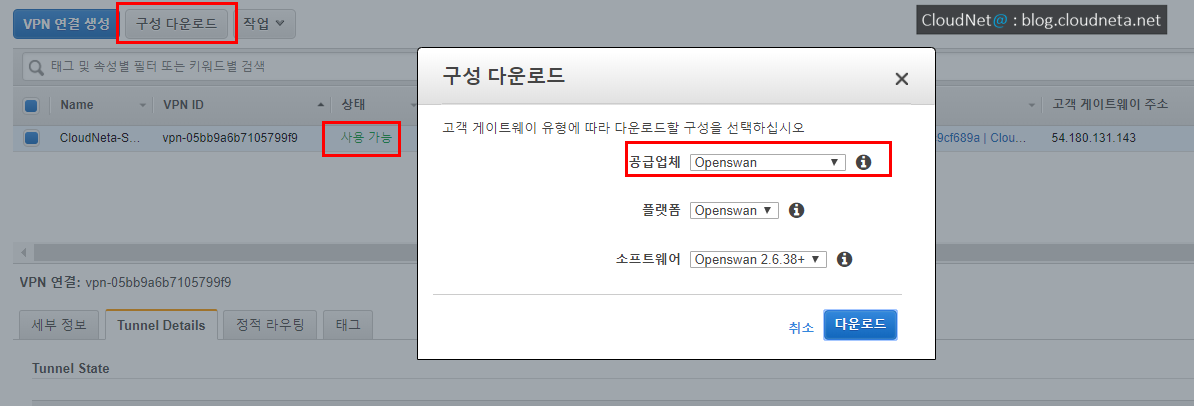 VPN 연결 생성 구성 다운로드 작업
CloudNet@ : blog.cloudneta.net
태그 및 속성별 필터 또는 키워드별 검색
Name VPN ID 상태 고객 게이트웨이 주소
CloudNeta-S... vpn-05bb9a6b7105799f9 사용 가능 9cf689a | Clou... 54.180.131.143
구성 다운로드
고객 게이트웨이 유형에 따라 다운로드할 구성을 선택하십시오
공급업체 Openswan
플랫폼 Openswan
소프트웨어 Openswan 2.6.38+
취소 다운로드
VPN 연결: vpn-05bb9a6b7105799f9
세부 정보 Tunnel Details 정적 라우팅 태그
Tunnel State